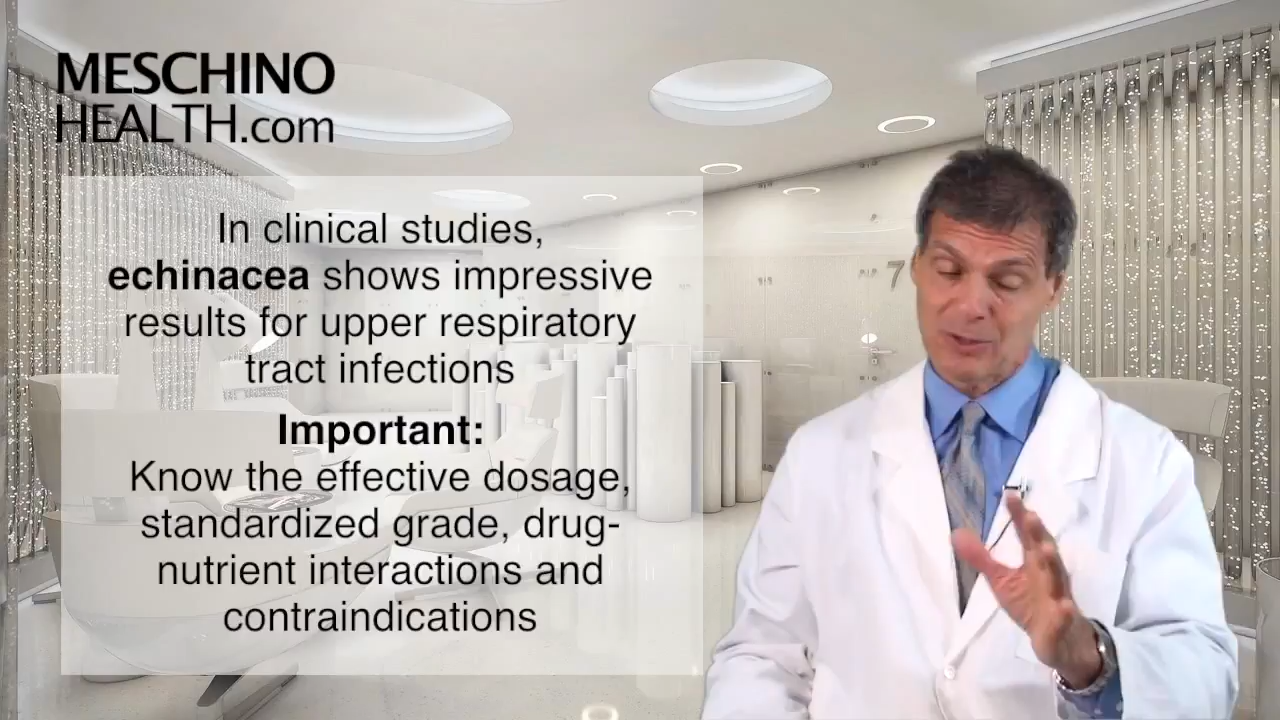 MESCHINO
HEALTH.com
In clinical studies,
echinacea shows impressive
results for upper respiratory
tract infections
Important:
Know the effective dosage,
standardized grade, drug-
nutrient interactions and
contraindications
7